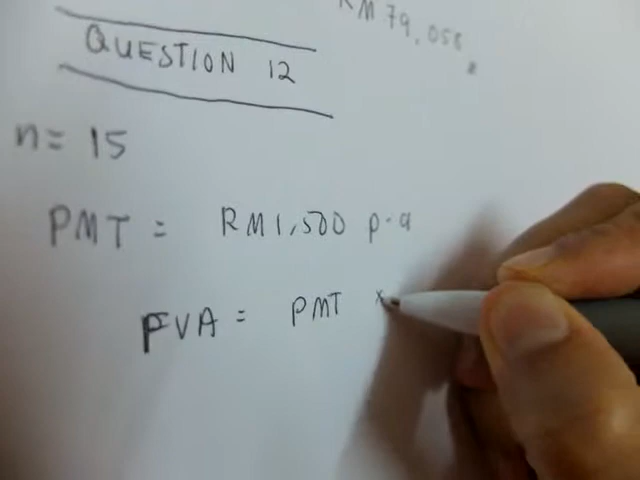 RM 79,058
QUESTION 12
n = 15
PMT = RM1,500 p.a
FVA = PMT x